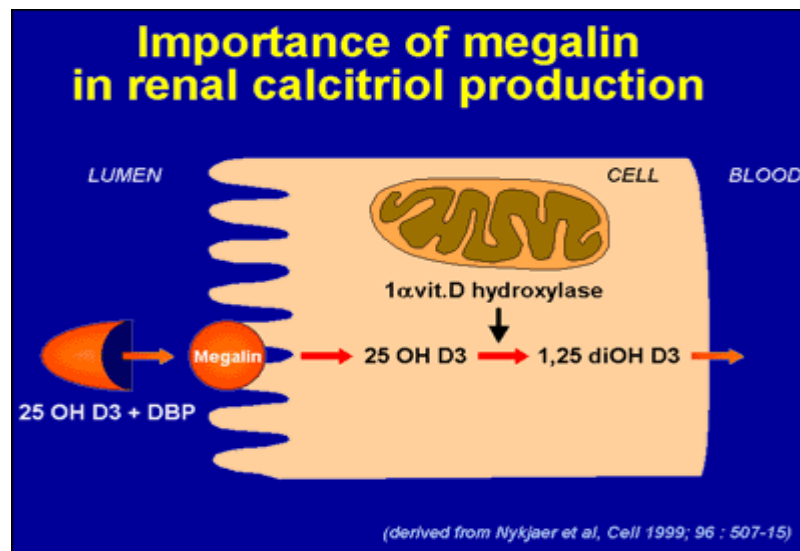 Importance of megalin
in renal calcitriol production
LUMEN
CELL
BLOOD
1αvit.D hydroxylase
Megalin
25 OH D3
1,25 diOH D3
25 OH D3 + DBP
(derived from Nykjaer et al, Cell 1999; 96 : 507-15)